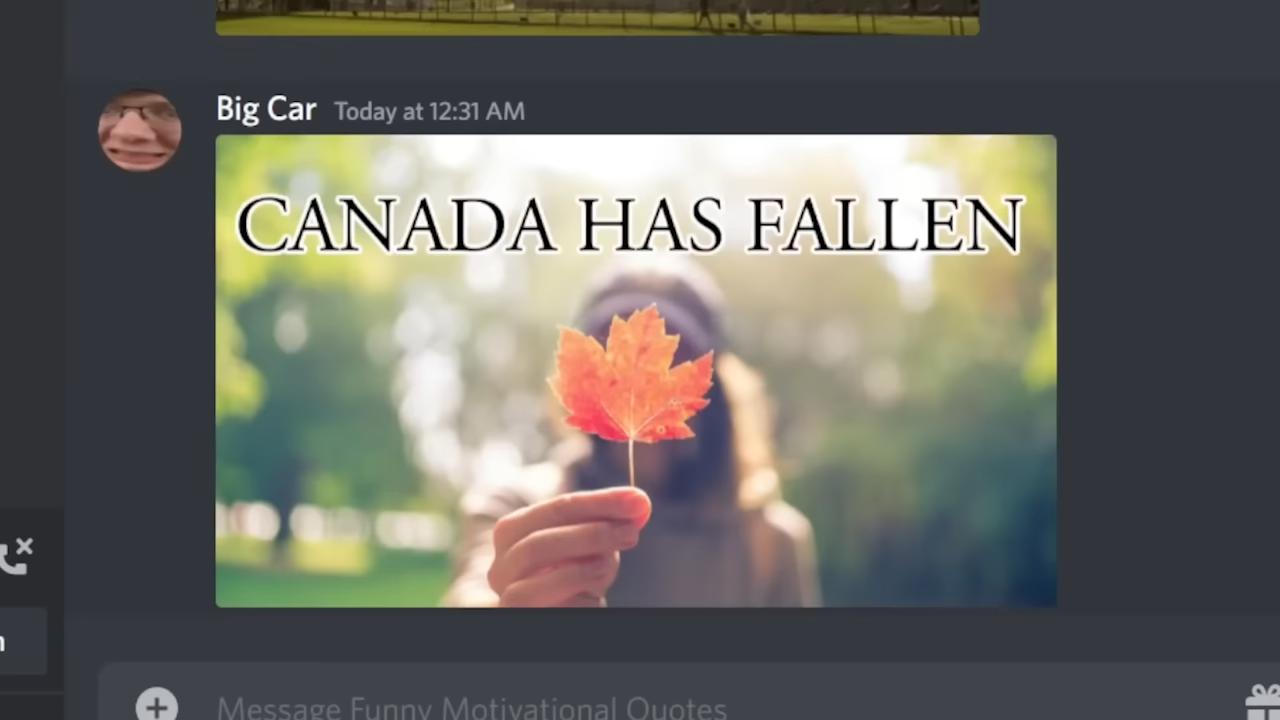 Big Car Today at 12:31 AM
CANADA HAS FALLEN
Message Funny Motivational Quotes